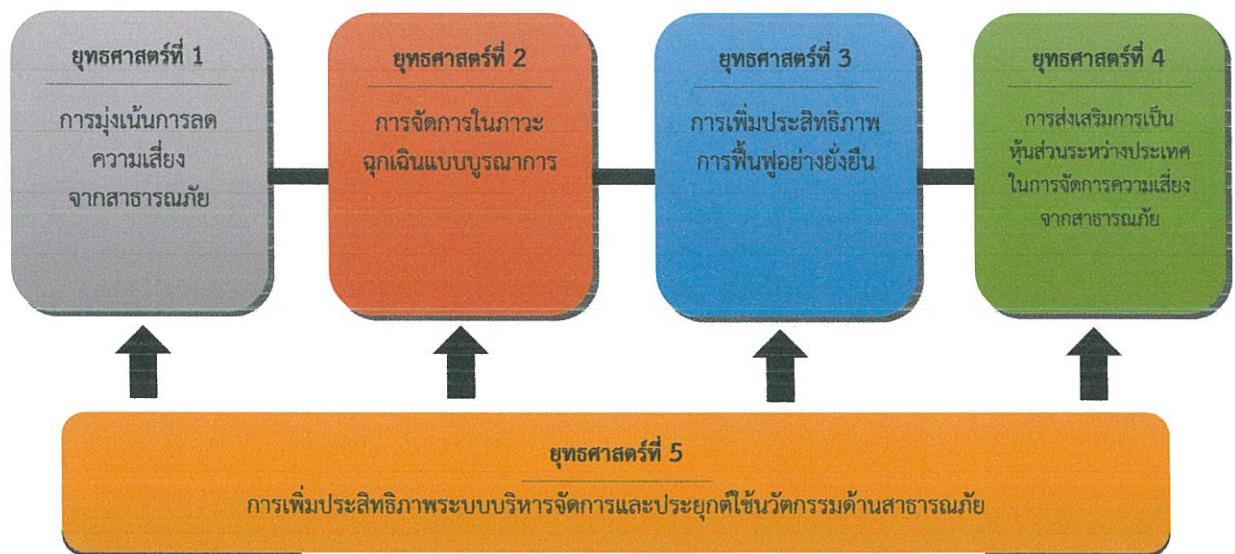 ยุทธศาสตร์ที่ 1
การมุ่งเน้นการลด
ความเสี่ยง
จากสาธารณภัย
ยุทธศาสตร์ที่ 2
การจัดการในภาวะ
ฉุกเฉินแบบบูรณาการ
ยุทธศาสตร์ที่ 3
การเพิ่มประสิทธิภาพ
การฟื้นฟูอย่างยั่งยืน
ยุทธศาสตร์ที่ 4
การส่งเสริมการเป็น
หุ้นส่วนระหว่างประเทศ
ในการจัดการความเสี่ยง
จากสาธารณภัย
ยุทธศาสตร์ที่ 5
การเพิ่มประสิทธิภาพระบบบริหารจัดการและประยุกต์ใช้นวัตกรรมด้านสาธารณภัย